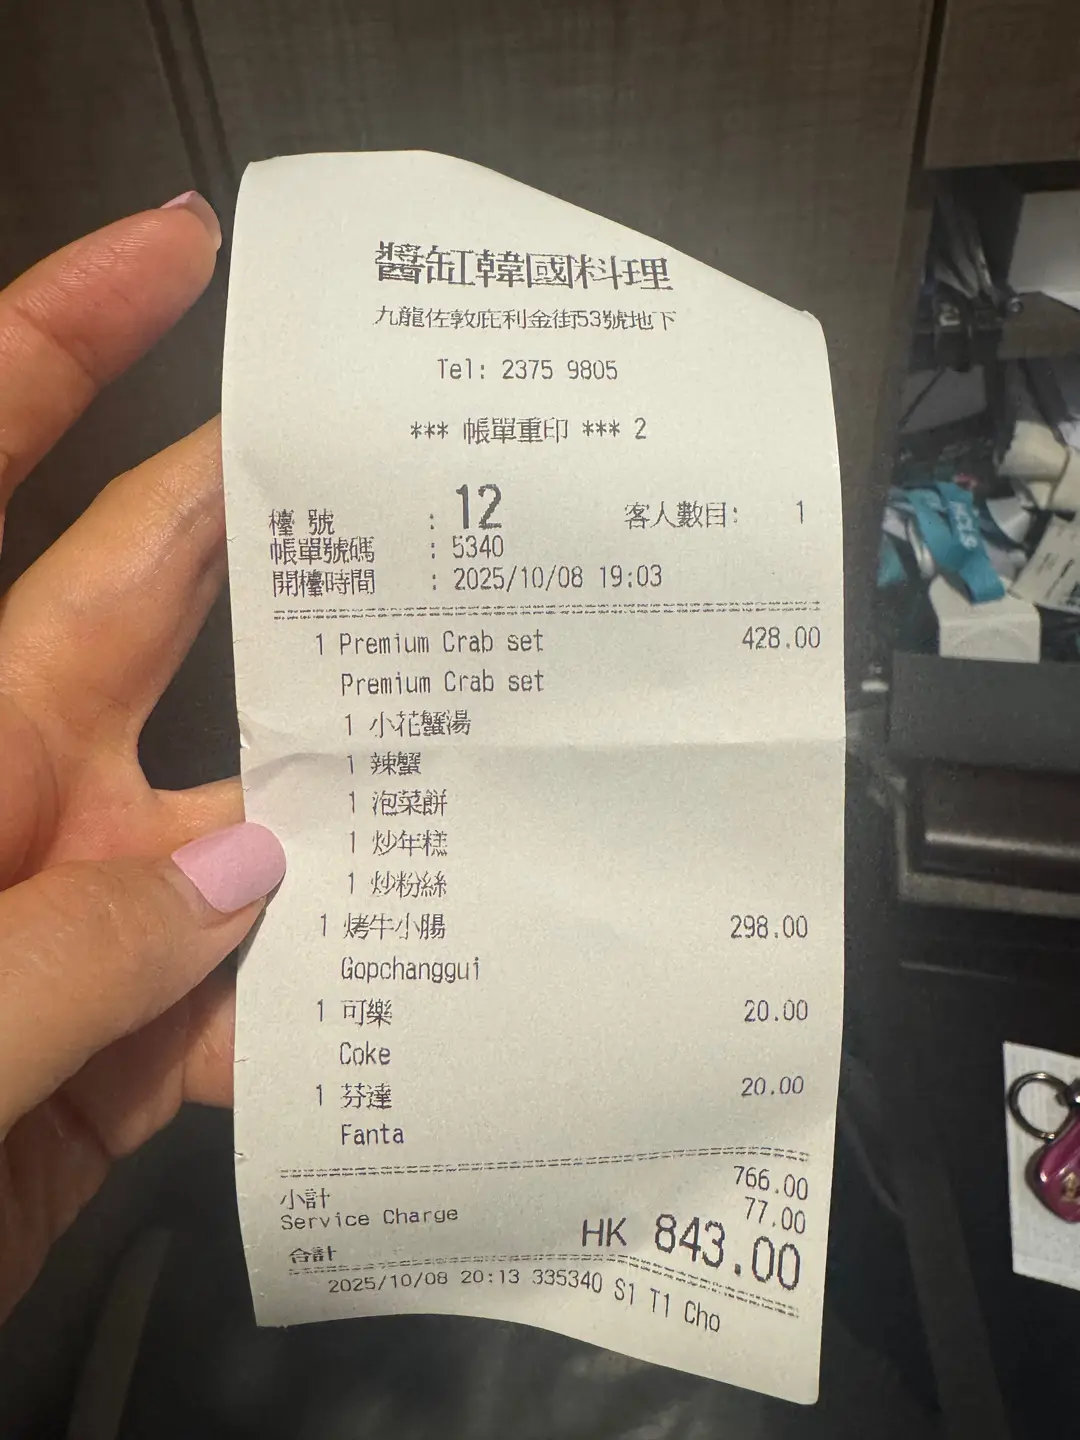 醬缸韓國料理
九龍佐敦庇利金街53號地下
Tel: 2375 9805
*** 帳單重印 *** 2
檯 號 : 12 客人數目: 1
帳單號碼 : 5340
開檯時間 : 2025/10/08 19:03
1 Premium Crab set 428.00
Premium Crab set
1 小花蟹湯
1 辣蟹
1 泡菜餅
1 炒年糕
1 炒粉絲
1 烤牛小腸 298.00
Gopchanggui
1 可樂 20.00
Coke
1 芬達 20.00
Fanta
小計 766.00
Service Charge 77.00
合計 HK 843.00
2025/10/08 20:13 335340 S1 T1 Cho